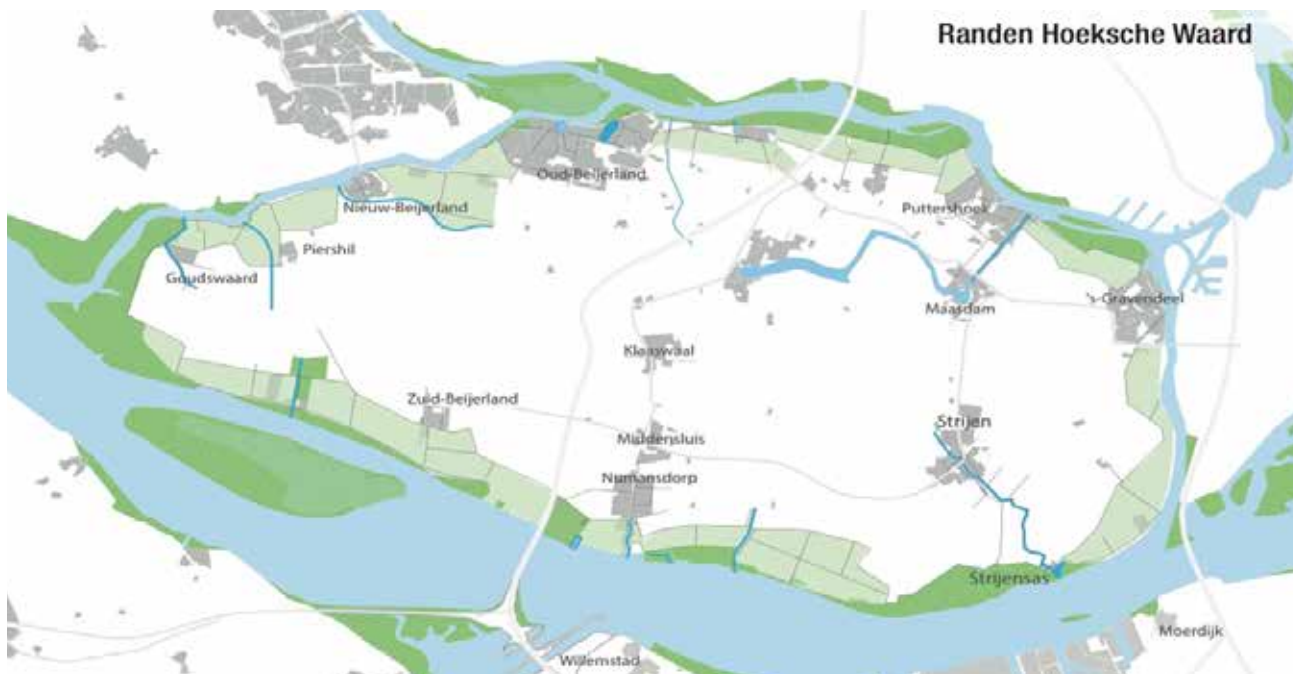 Randen Hoeksche Waard
Oud-Beijerland
Nieuw-Beijerland
Puttershoek
Piershil
Goudswaard
's-Gravendeel
Maasdam
Klaaswaal
Zuid-Beijerland
Strijen
Middensluis
Numansdorp
Strijensas
Moerdijk
Willemstad